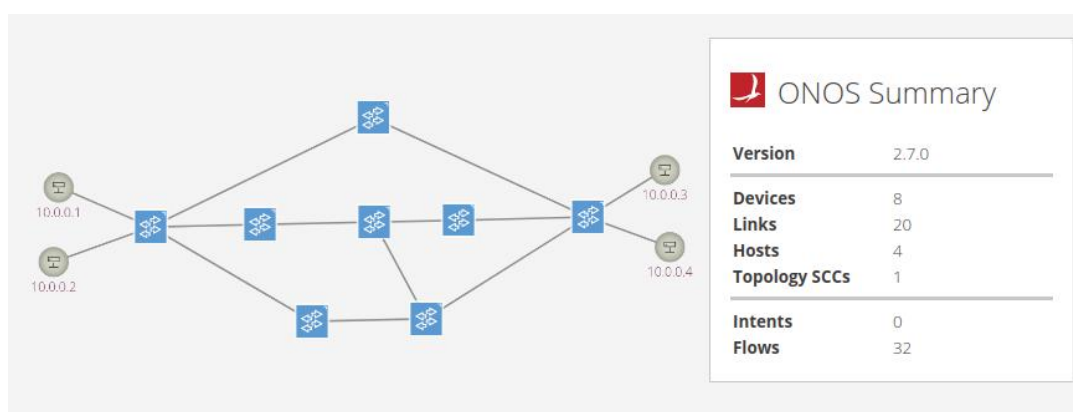 ONOS Summary
Version 2.7.0
Devices 8
Links 20
Hosts 4
Topology SCCs 1
Intents 0
Flows 32
10.0.0.1
10.0.0.2
10.0.0.3
10.0.0.4